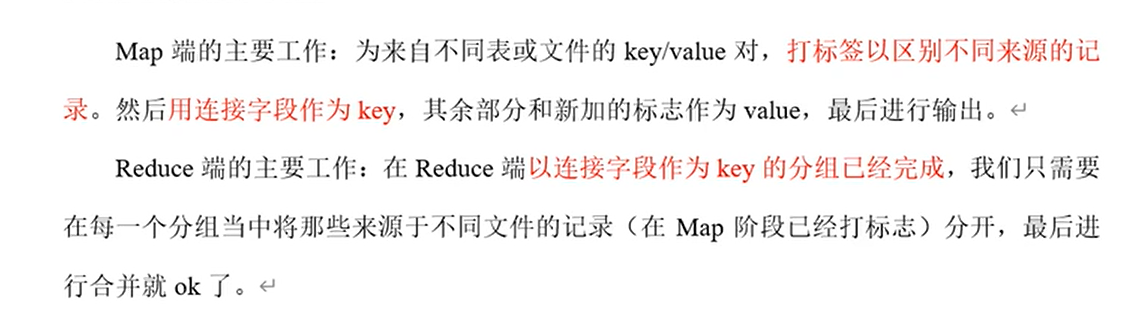 Map 端的主要工作：为来自不同表或文件的 key/value 对，打标签以区别不同来源的记
录。然后用连接字段作为 key，其余部分和新加的标志作为 value，最后进行输出。↵
Reduce 端的主要工作：在 Reduce 端以连接字段作为 key 的分组已经完成，我们只需要
在每一个分组当中将那些来源于不同文件的记录（在 Map 阶段已经打标志）分开，最后进
行合并就 ok 了。↵